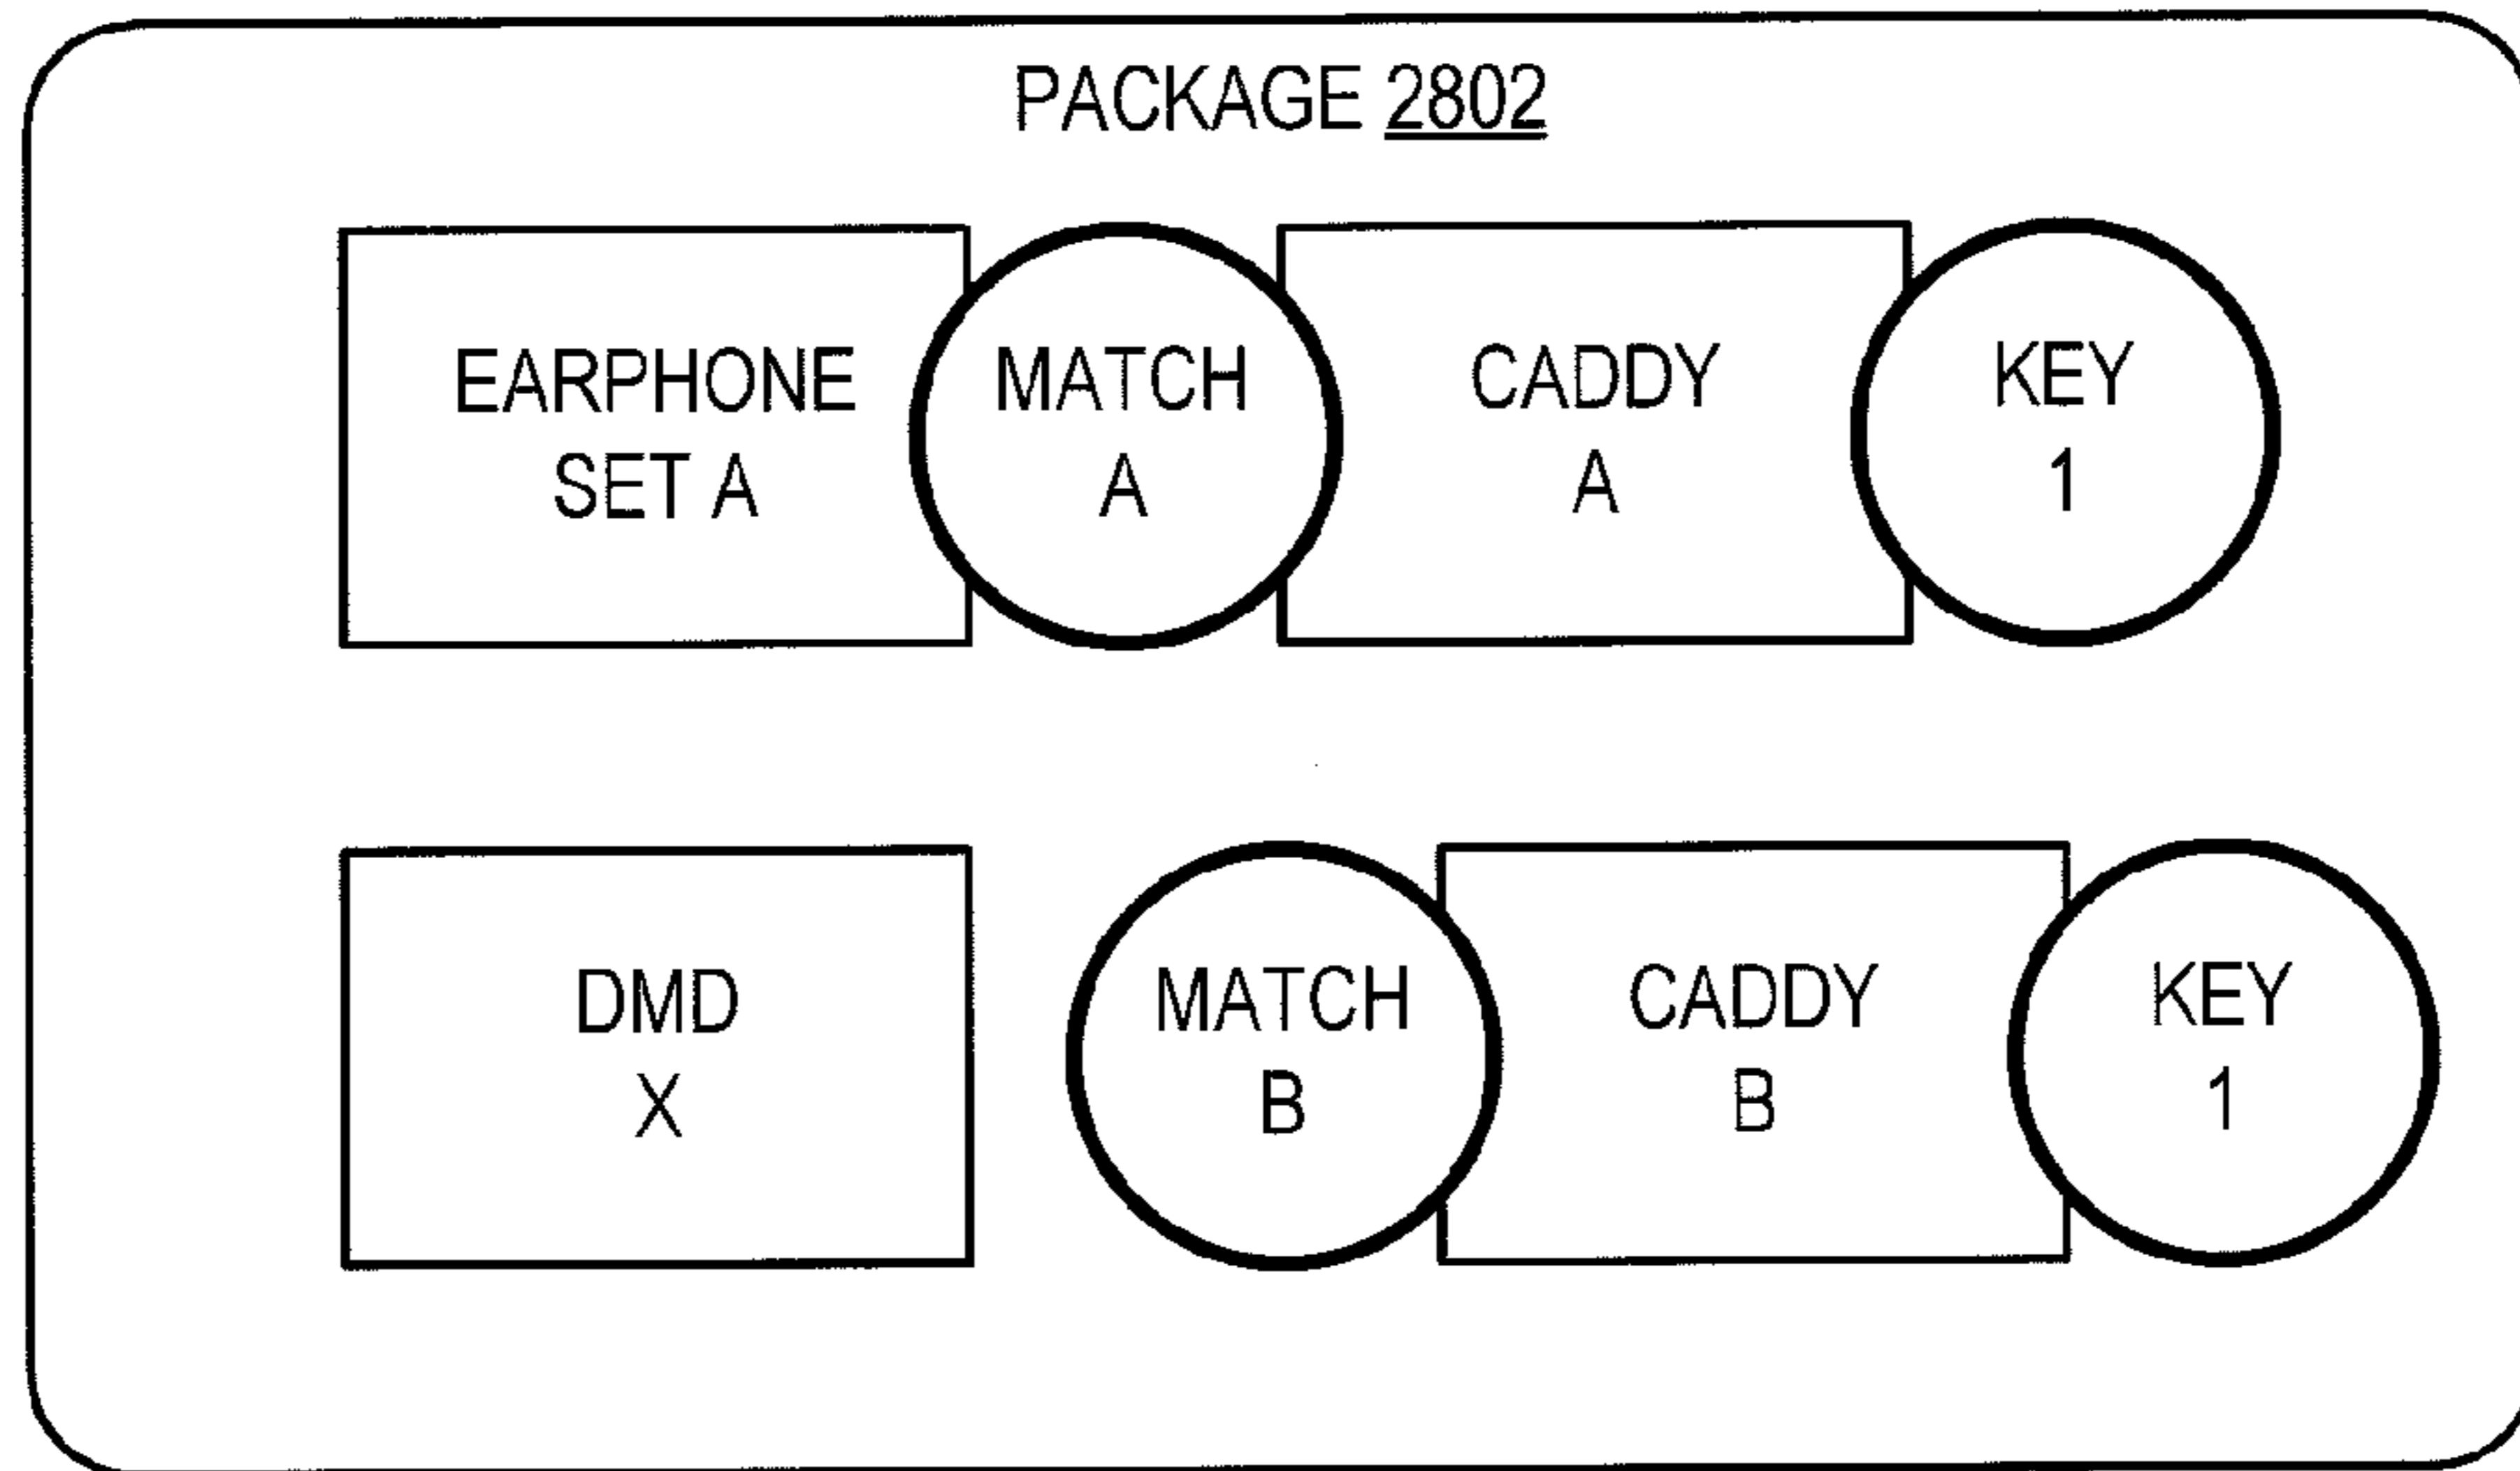 PACKAGE 2802
EARPHONE
SET A
MATCH
A
CADDY
A
KEY
1
DMD
X
MATCH
B
CADDY
B
KEY
1